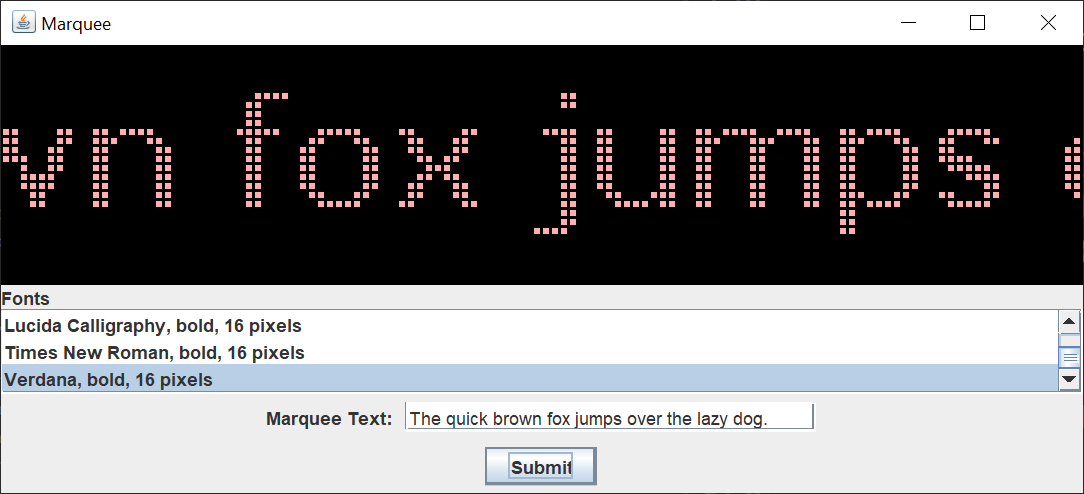 Marquee
wn fox jumps
Fonts
Lucida Calligraphy, bold, 16 pixels
Times New Roman, bold, 16 pixels
Verdana, bold, 16 pixels
Marquee Text: The quick brown fox jumps over the lazy dog.
Submit